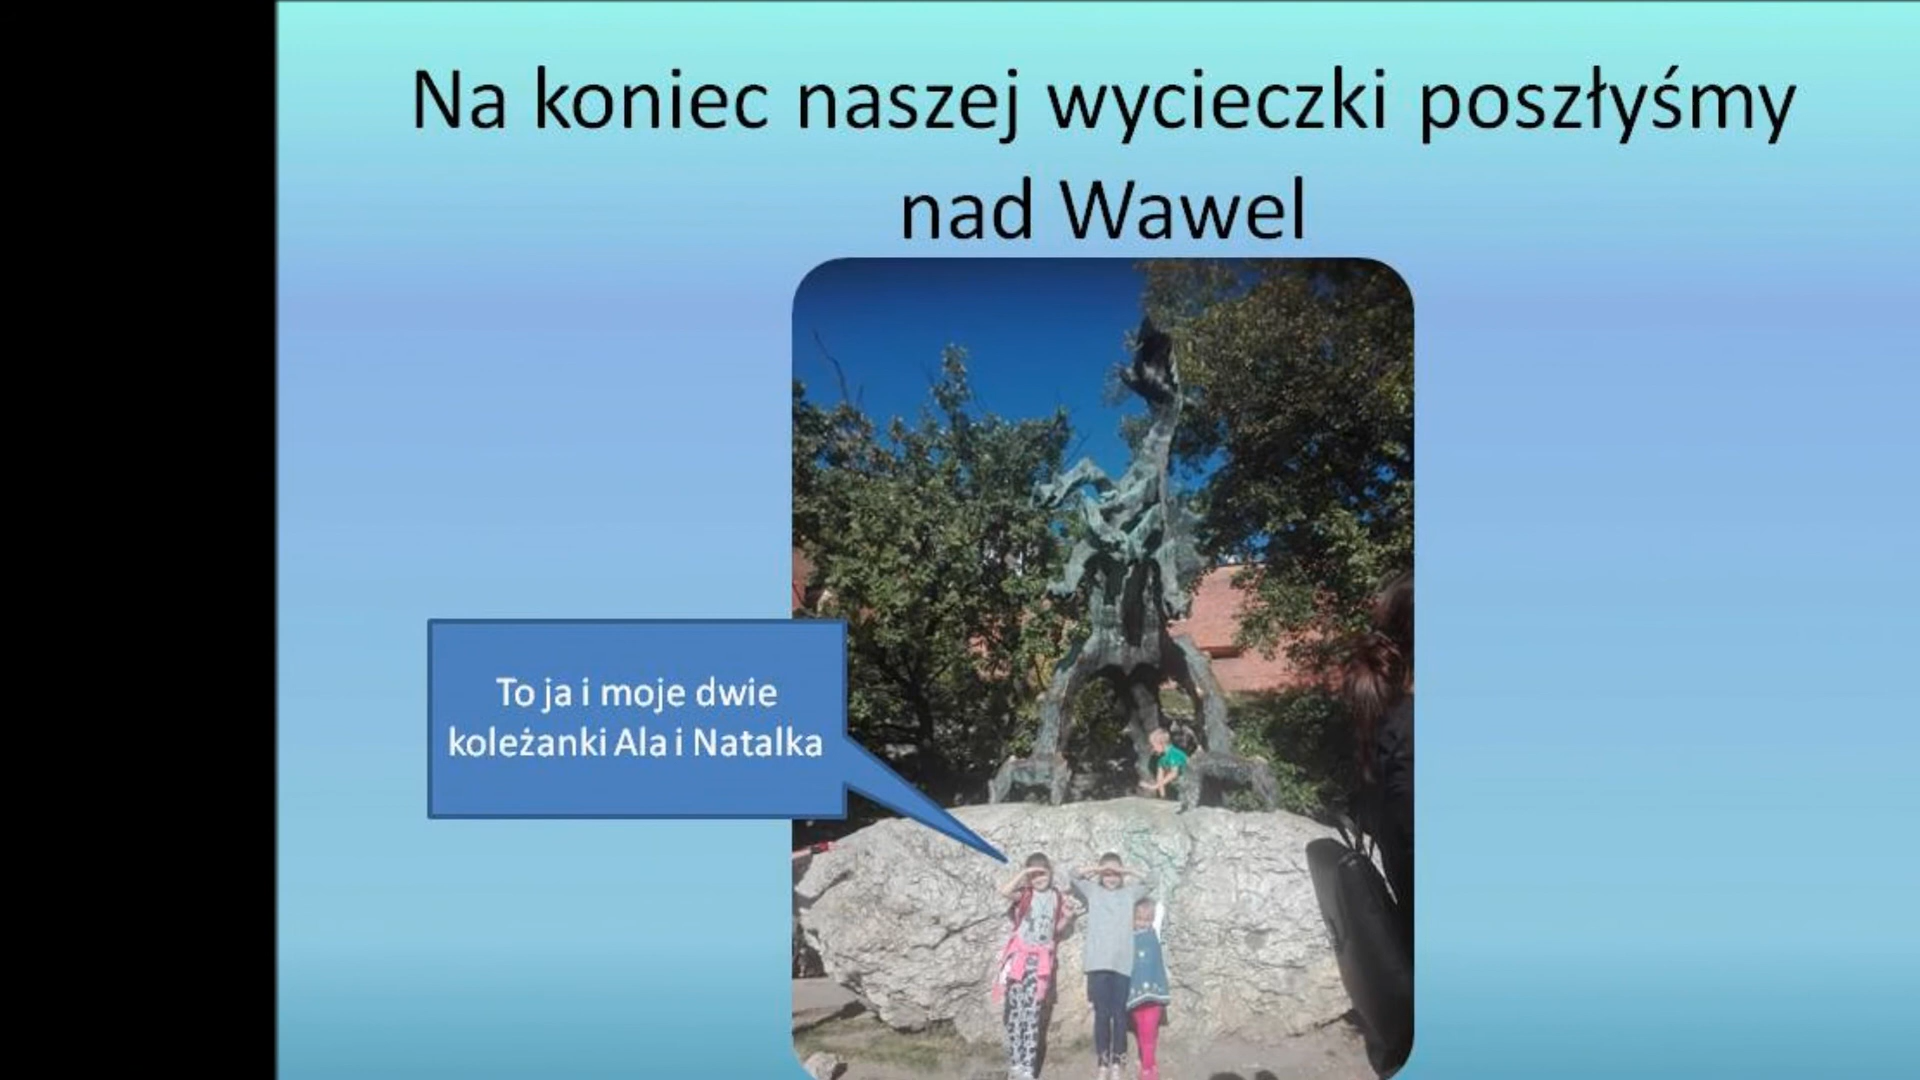 Na koniec naszej wycieczki poszłyśmy
nad Wawel
To ja i moje dwie
koleżanki Ala i Natalka